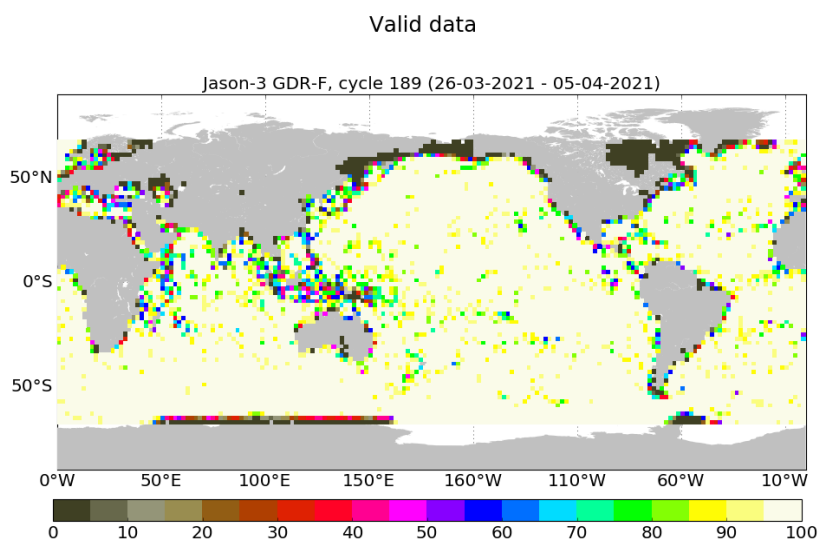 Valid data
Jason-3 GDR-F, cycle 189 (26-03-2021 - 05-04-2021)
50°N
0°S
50°S
0°W 50°E 100°E 150°E 160°W 110°W 60°W 10°W
0 10 20 30 40 50 60 70 80 90 100